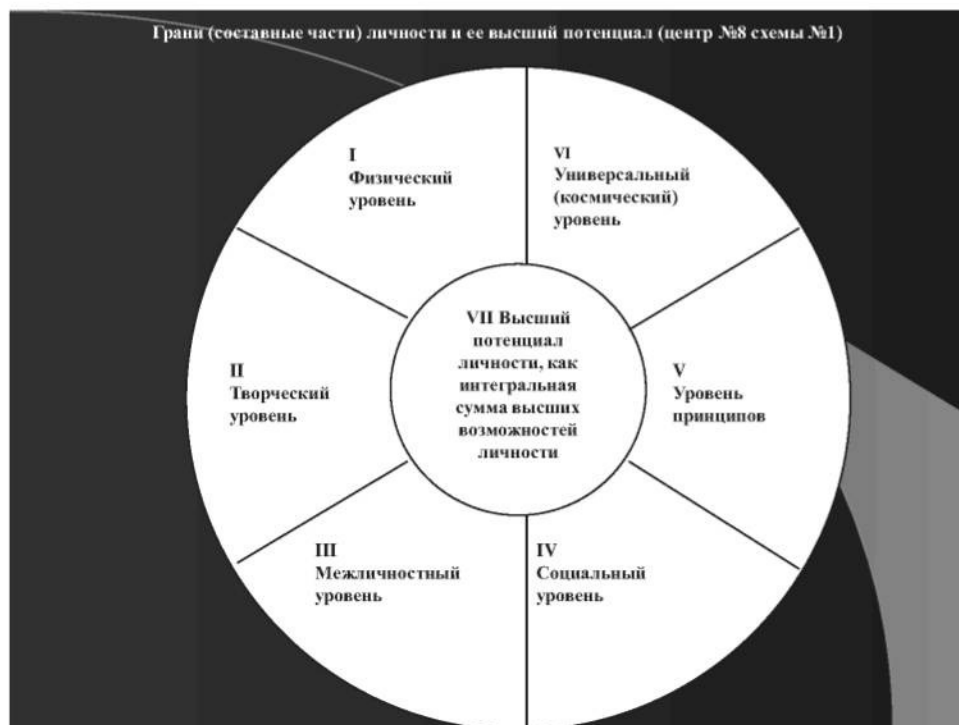 Грани (составные части) личности и ее высший потенциал (центр №8 схемы №1)
I
Физический
уровень
VI
Универсальный
(космический)
уровень
II
Творческий
уровень
VII Высший
потенциал
личности, как
интегральная
сумма высших
возможностей
личности
V
Уровень
принципов
III
Межличностный
уровень
IV
Социальный
уровень